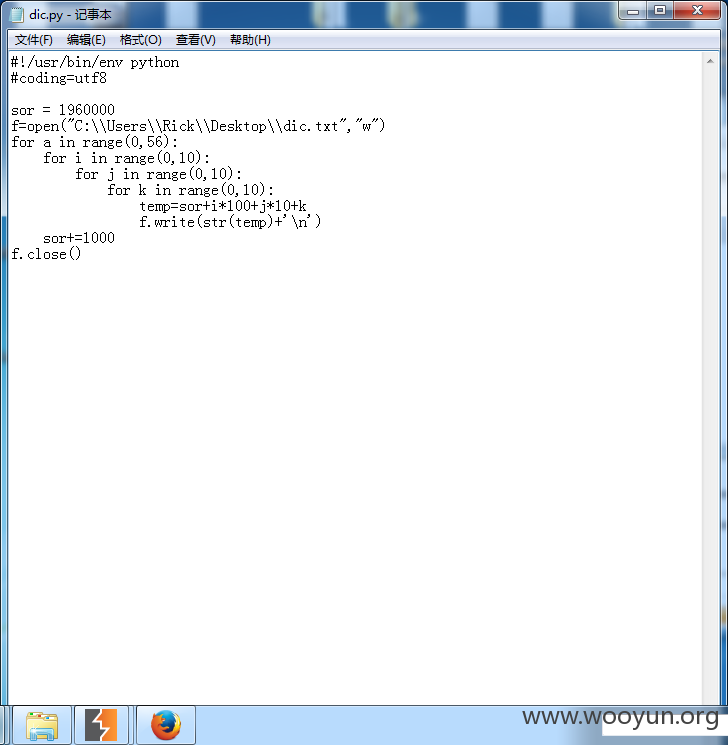 dic.py - 记事本
文件(F) 编辑(E) 格式(O) 查看(V) 帮助(H)
#!/usr/bin/env python
#coding=utf8

sor = 1960000
f=open("C:\\Users\\Rick\\Desktop\\dic.txt","w")
for a in range(0,56):
    for i in range(0,10):
        for j in range(0,10):
            for k in range(0,10):
                temp=sor+i*100+j*10+k
                f.write(str(temp)+'\n')
    sor+=1000
f.close()
www.wooyun.org